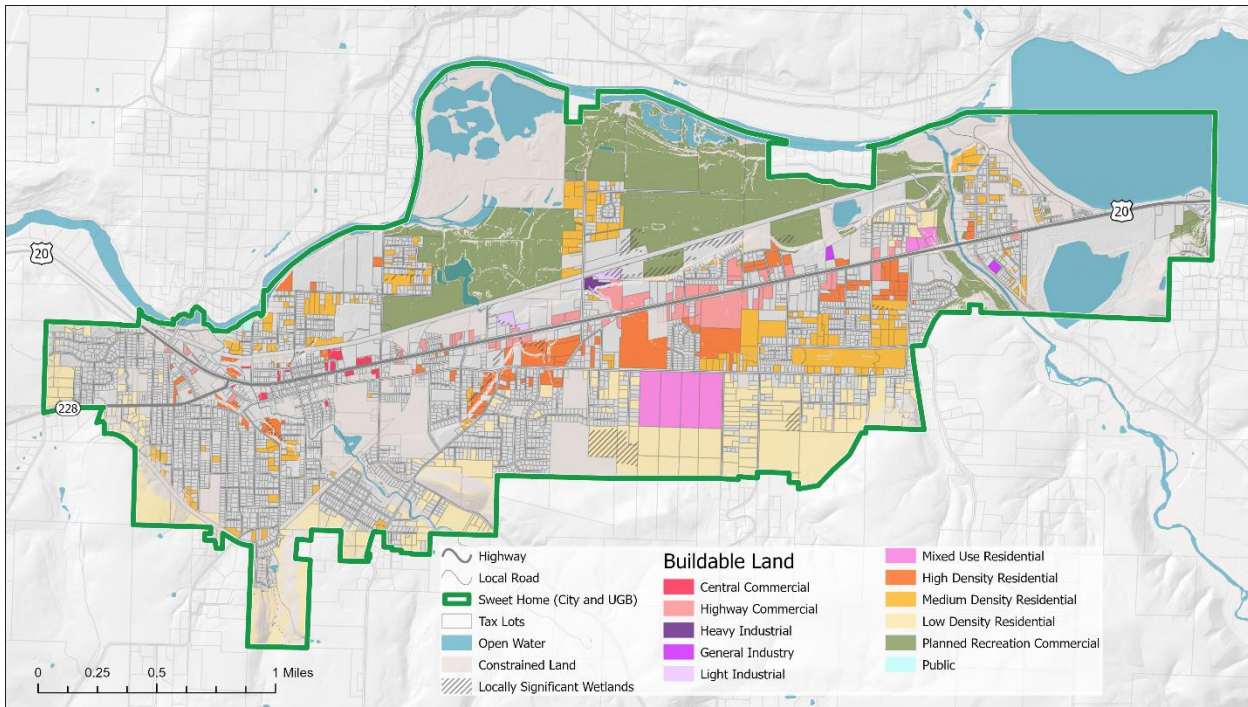 20
20
228
Highway
Local Road
Sweet Home (City and UGB)
Tax Lots
Open Water
Constrained Land
Locally Significant Wetlands
Buildable Land
Central Commercial
Highway Commercial
Heavy Industrial
General Industry
Light Industrial
Mixed Use Residential
High Density Residential
Medium Density Residential
Low Density Residential
Planned Recreation Commercial
Public
0 0.25 0.5 1 Miles